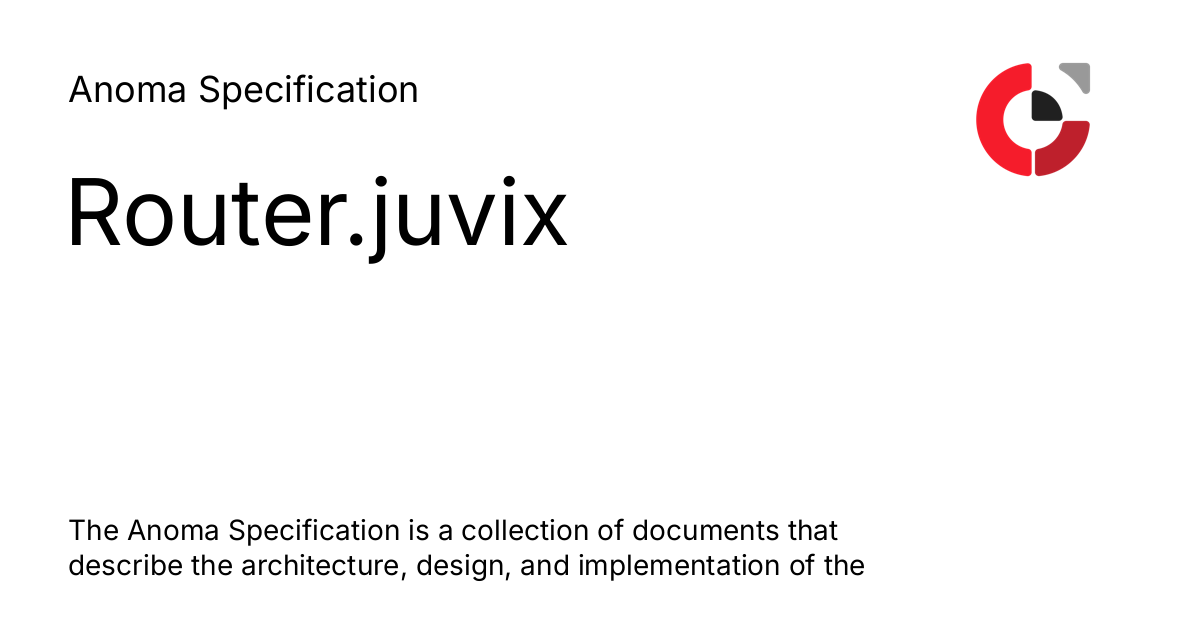 Anoma Specification
Router.juvix
The Anoma Specification is a collection of documents that
describe the architecture, design, and implementation of the